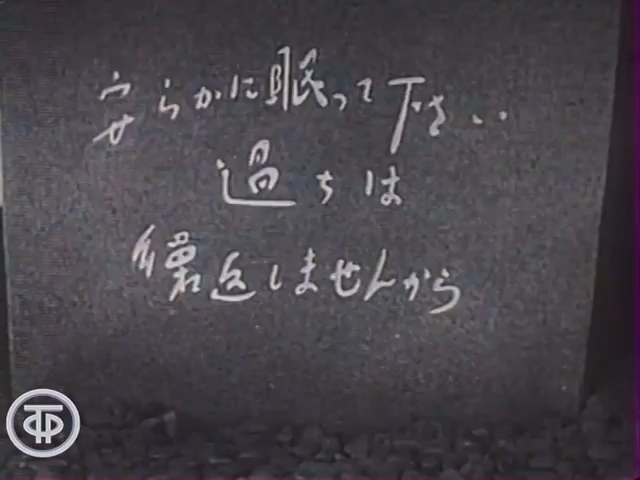 安らかに眠って下さい
過ちは
繰返しませぬから